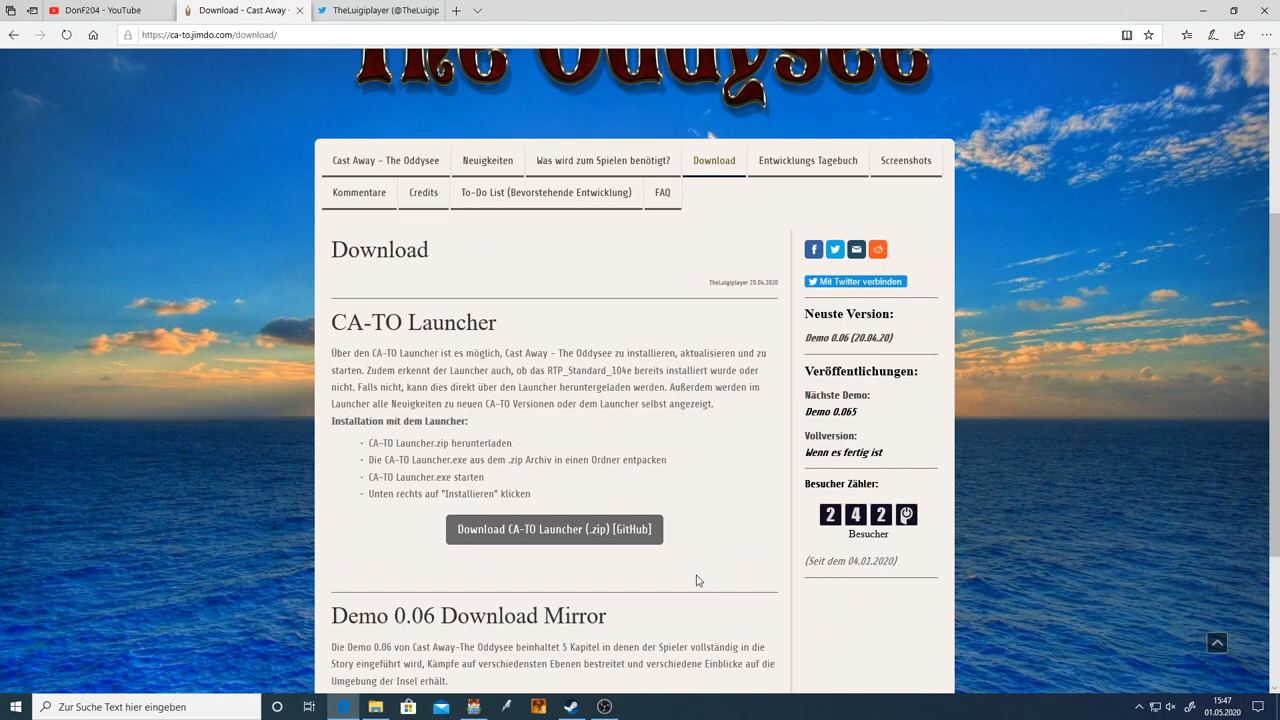 DonF204 - YouTube
Download - Cast Away -
TheLuigiplayer (@TheLuigip
https://ca-to.jimdo.com/download/
The Oddysee
Cast Away - The Oddysee
Neuigkeiten
Was wird zum Spielen benötigt?
Download
Entwicklungs Tagebuch
Screenshots
Kommentare
Credits
To-Do List (Bevorstehende Entwicklung)
FAQ
Download
TheLuigiplayer 20.04.2020
CA-TO Launcher
Über den CA-TO Launcher ist es möglich, Cast Away - The Oddysee zu installieren, aktualisieren und zu
starten. Zudem erkennt der Launcher auch, ob das RTP_Standard_104e bereits installiert wurde oder
nicht. Falls nicht, kann dies direkt über den Launcher heruntergeladen werden. Außerdem werden im
Launcher alle Neuigkeiten zu neuen CA-TO Versionen oder dem Launcher selbst angezeigt.
Installation mit dem Launcher:
· CA-TO Launcher.zip herunterladen
· Die CA-TO Launcher.exe aus dem .zip Archiv in einen Ordner entpacken
· CA-TO Launcher.exe starten
· Unten rechts auf "Installieren" klicken
Download CA-TO Launcher (.zip) [GitHub]
Demo 0.06 Download Mirror
Die Demo 0.06 von Cast Away-The Oddysee beinhaltet 5 Kapitel in denen der Spieler vollständig in die
Story eingeführt wird, Kämpfe auf verschiedensten Ebenen bestreitet und verschiedene Einblicke auf die
Umgebung der Insel erhält.
Mit Twitter verbinden
Neuste Version:
Demo 0.06 (20.04.20)
Veröffentlichungen:
Nächste Demo:
Demo 0.065
Vollversion:
Wenn es fertig ist
Besucher Zähler:
242
Besucher
(Seit dem 04.01.2020)
Zur Suche Text hier eingeben
15:47
01.05.2020